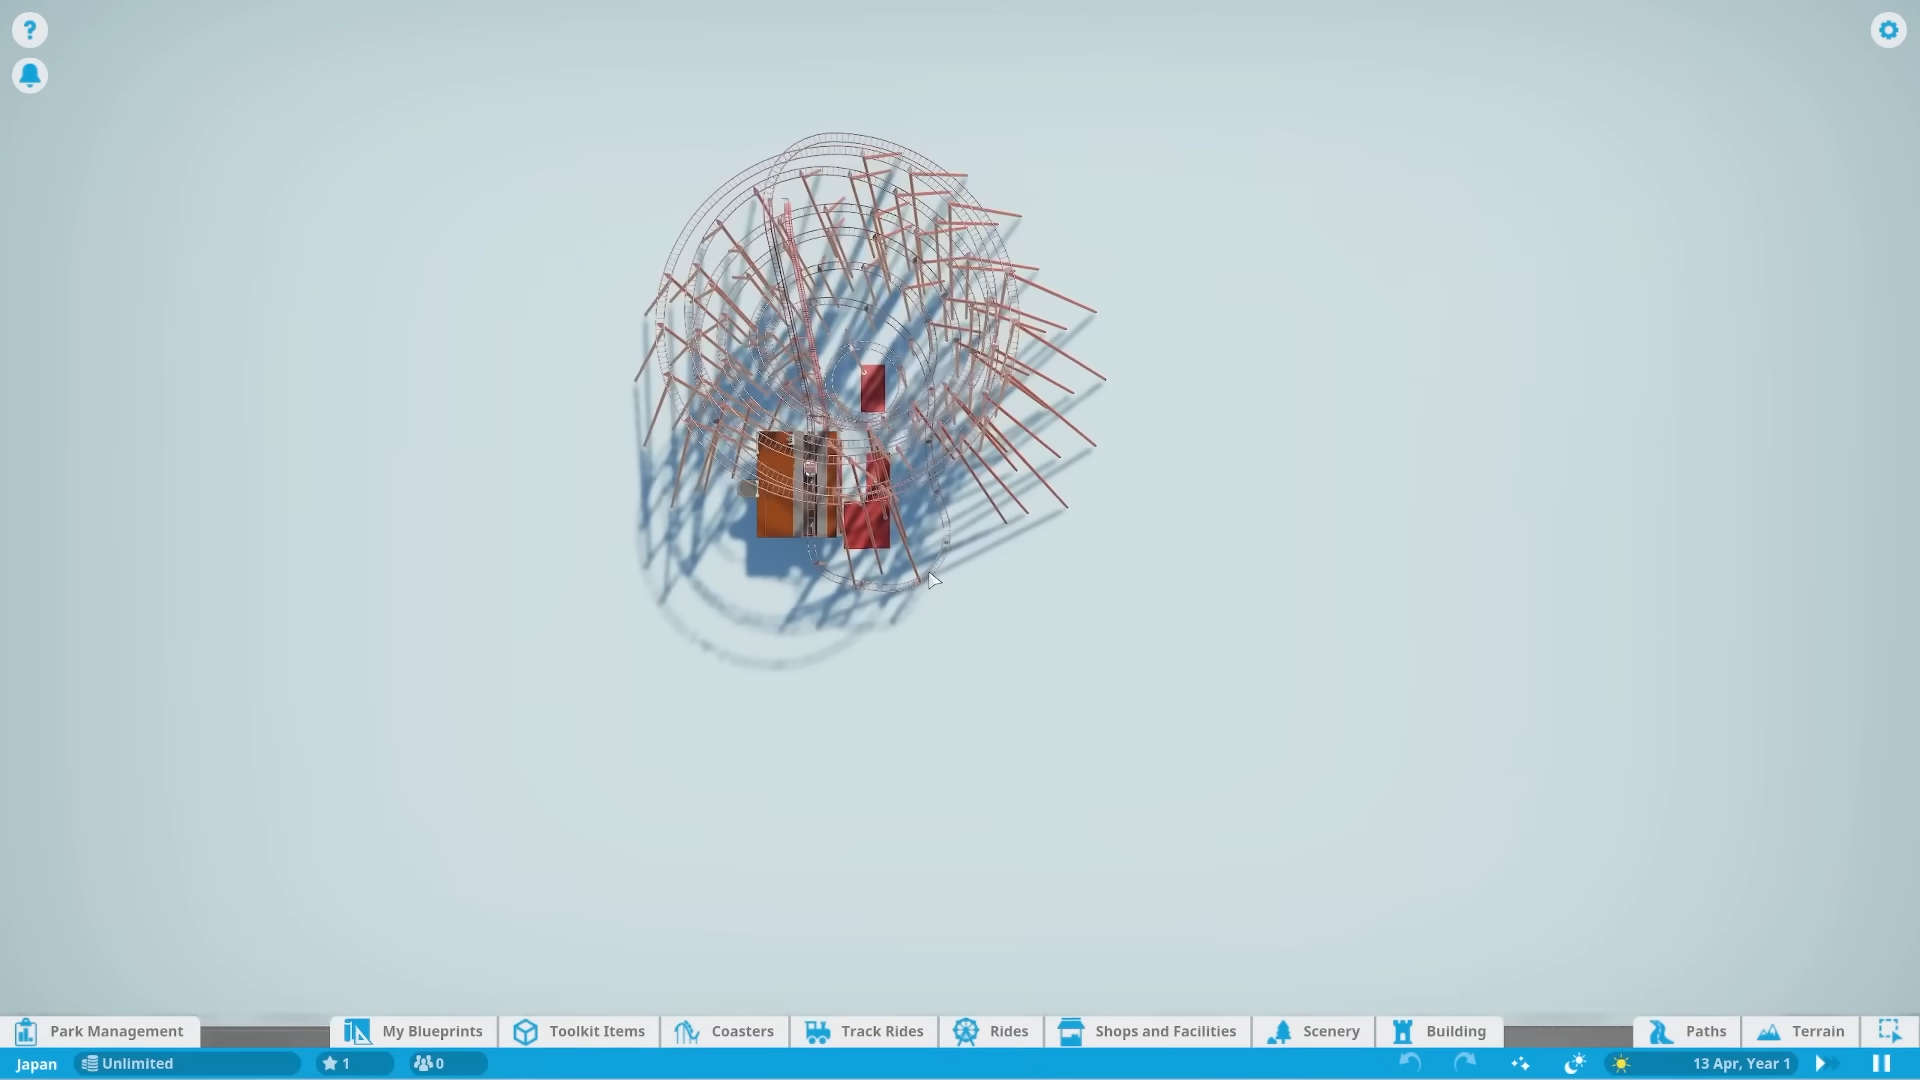 ?
Park Management
My Blueprints
Toolkit Items
Coasters
Track Rides
Rides
Shops and Facilities
Scenery
Building
Paths
Terrain
Japan
Unlimited
1
0
13 Apr, Year 1